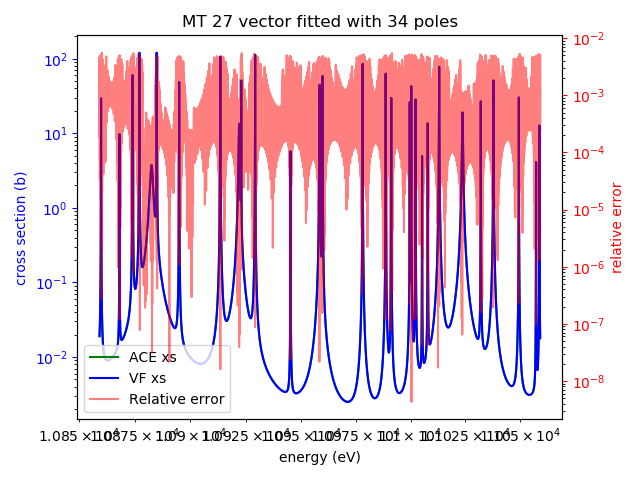 MT 27 vector fitted with 34 poles
cross section (b)
10²
10¹
10⁰
10⁻¹
10⁻²
relative error
10⁻²
10⁻³
10⁻⁴
10⁻⁵
10⁻⁶
10⁻⁷
10⁻⁸
ACE xs
VF xs
Relative error
energy (eV)